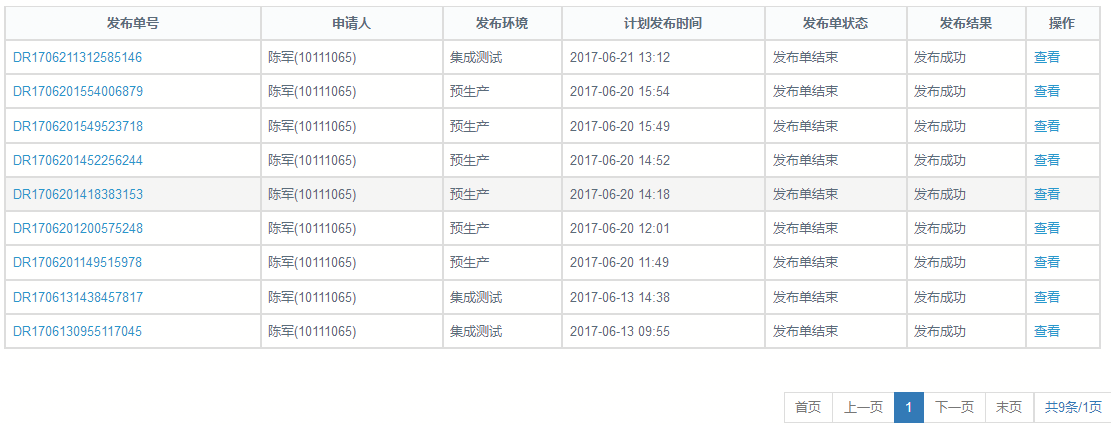 发布单号 申请人 发布环境 计划发布时间 发布单状态 发布结果 操作
DR1706211312585146 陈军(10111065) 集成测试 2017-06-21 13:12 发布单结束 发布成功 查看
DR1706201554006879 陈军(10111065) 预生产 2017-06-20 15:54 发布单结束 发布成功 查看
DR1706201549523718 陈军(10111065) 预生产 2017-06-20 15:49 发布单结束 发布成功 查看
DR1706201452256244 陈军(10111065) 预生产 2017-06-20 14:52 发布单结束 发布成功 查看
DR1706201418383153 陈军(10111065) 预生产 2017-06-20 14:18 发布单结束 发布成功 查看
DR1706201200575248 陈军(10111065) 预生产 2017-06-20 12:01 发布单结束 发布成功 查看
DR1706201149515978 陈军(10111065) 预生产 2017-06-20 11:49 发布单结束 发布成功 查看
DR1706131438457817 陈军(10111065) 集成测试 2017-06-13 14:38 发布单结束 发布成功 查看
DR1706130955117045 陈军(10111065) 集成测试 2017-06-13 09:55 发布单结束 发布成功 查看
首页 上一页 1 下一页 末页 共9条/1页